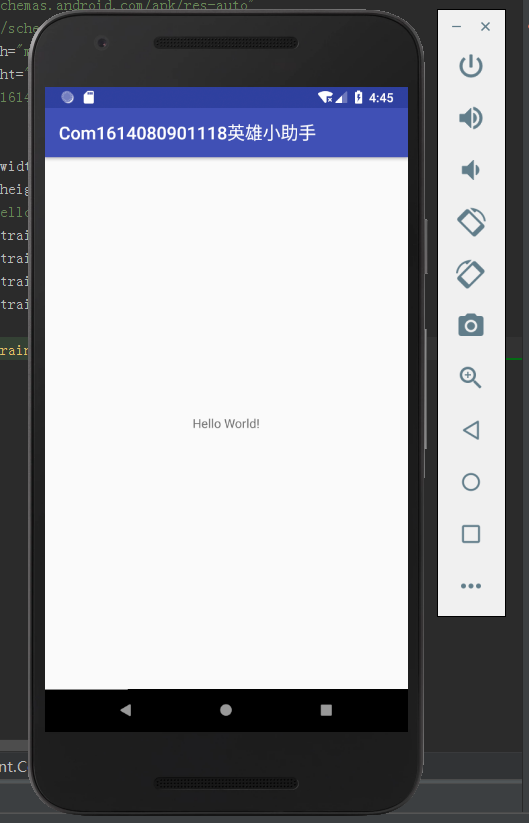 chemas.android.com/apk/res-auto"
/sche
h="m
ht="
1614
4:45
Com1614080901118英雄小助手
widt
heig
ello
trai
trai
trai
trai
rain
Hello World!
nt.C